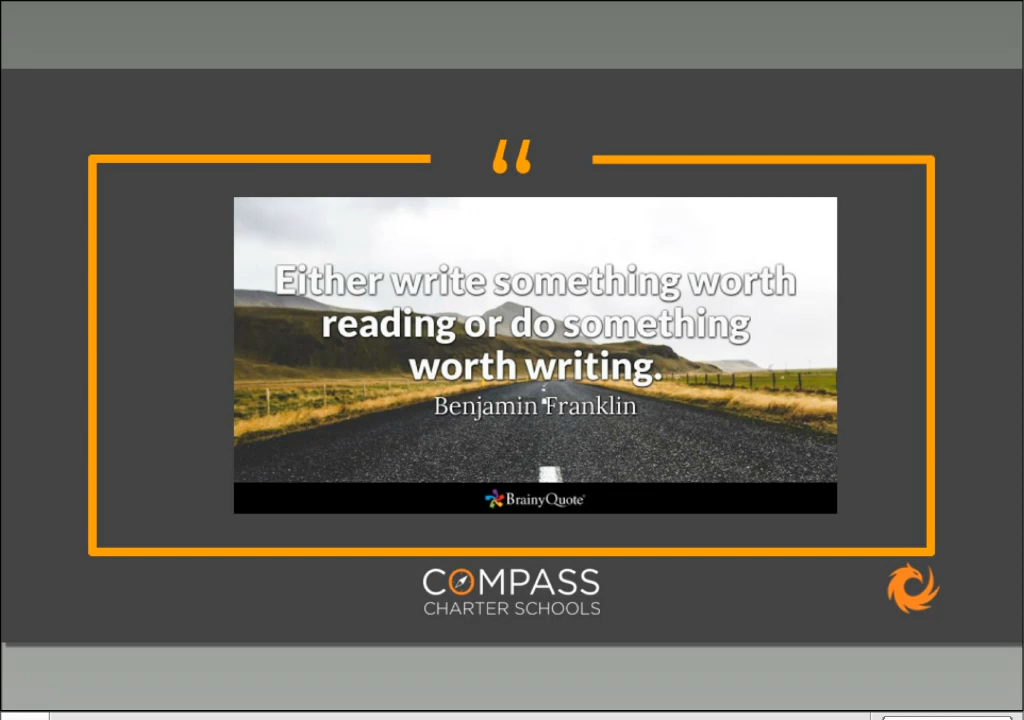 “
Either write something worth
reading or do something
worth writing.
Benjamin Franklin
BrainyQuote
COMPASS
CHARTER SCHOOLS